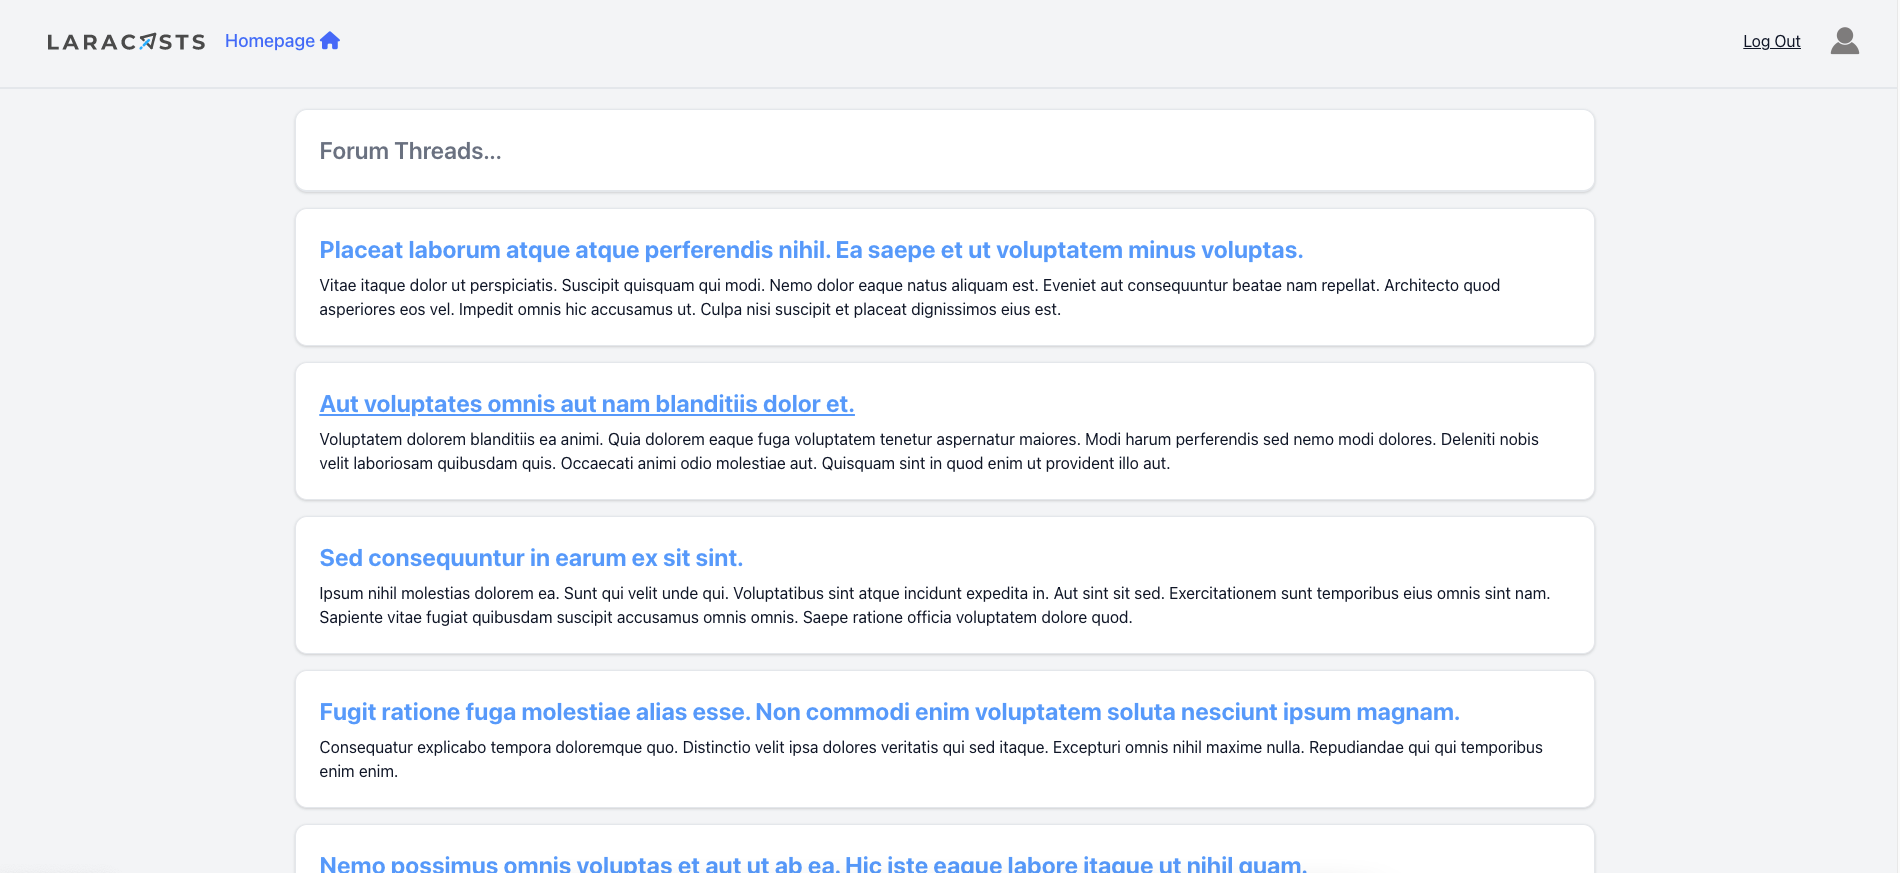 LARACASTS Homepage Log Out
Forum Threads...
Placeat laborum atque atque perferendis nihil. Ea saepe et ut voluptatem minus voluptas.
Vitae itaque dolor ut perspiciatis. Suscipit quisquam qui modi. Nemo dolor eaque natus aliquam est. Eveniet aut consequuntur beatae nam repellat. Architecto quod
asperiores eos vel. Impedit omnis hic accusamus ut. Culpa nisi suscipit et placeat dignissimos eius est.
Aut voluptates omnis aut nam blanditiis dolor et.
Voluptatem dolorem blanditiis ea animi. Quia dolorem eaque fuga voluptatem tenetur aspernatur maiores. Modi harum perferendis sed nemo modi dolores. Deleniti nobis
velit laboriosam quibusdam quis. Occaecati animi odio molestiae aut. Quisquam sint in quod enim ut provident illo aut.
Sed consequuntur in earum ex sit sint.
Ipsum nihil molestias dolorem ea. Sunt qui velit unde qui. Voluptatibus sint atque incidunt expedita in. Aut sint sit sed. Exercitationem sunt temporibus eius omnis sint nam.
Sapiente vitae fugiat quibusdam suscipit accusamus omnis omnis. Saepe ratione officia voluptatem dolore quod.
Fugit ratione fuga molestiae alias esse. Non commodi enim voluptatem soluta nesciunt ipsum magnam.
Consequatur explicabo tempora doloremque quo. Distinctio velit ipsa dolores veritatis qui sed itaque. Excepturi omnis nihil maxime nulla. Repudiandae qui qui temporibus
enim enim.
Nemo possimus omnis voluptas et aut ut ab ea. Hic iste eaque labore itaque ut nihil quam.